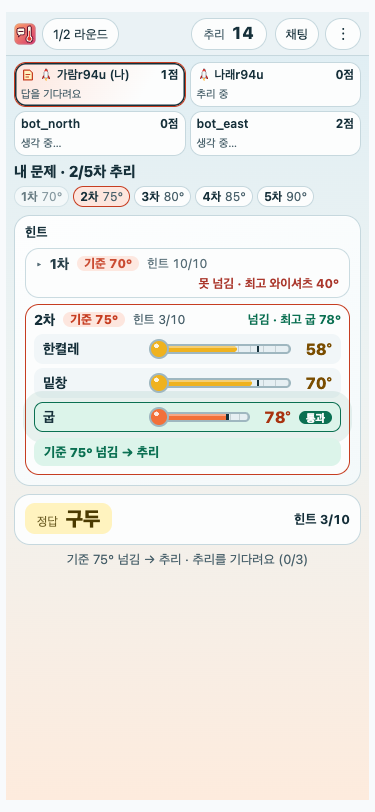 1/2 라운드
추리 14
채팅
가람r94u (나) 1점
답을 기다려요
나래r94u 0점
추리 중
bot_north 0점
생각 중…
bot_east 2점
생각 중…
내 문제 · 2/5차 추리
1차 70°
2차 75°
3차 80°
4차 85°
5차 90°
힌트
▸ 1차 기준 70° 힌트 10/10
못 넘김 · 최고 와이셔츠 40°
2차 기준 75° 힌트 3/10 넘김 · 최고 굽 78°
한켤레 58°
밑창 70°
굽 78° 통과
기준 75° 넘김 → 추리
정답 구두 힌트 3/10
기준 75° 넘김 → 추리 · 추리를 기다려요 (0/3)